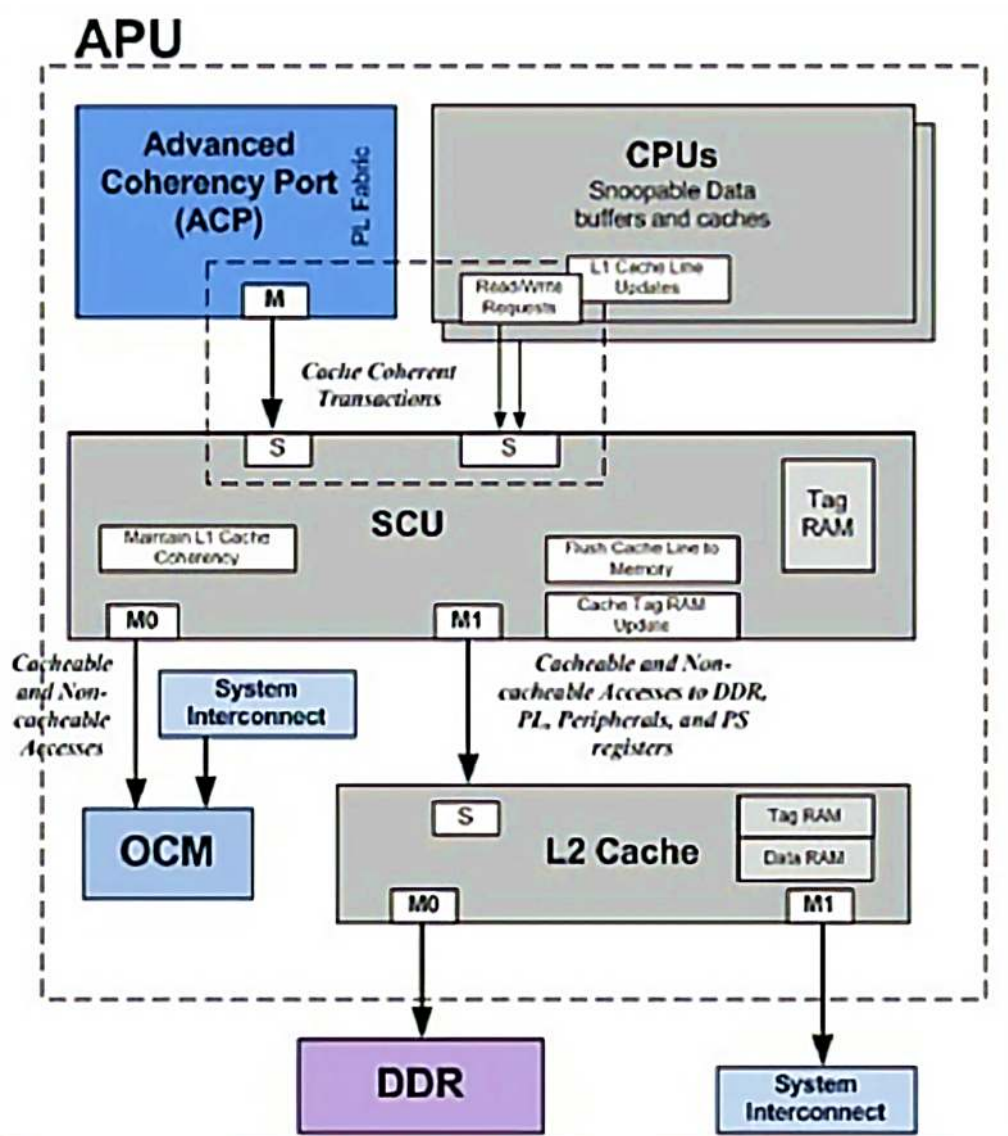 APU
Advanced
Coherency Port
(ACP)
PL Fabric
M
CPUs
Snoopable Data
buffers and caches
L1 Cache Line
Updates
Read/Write
Requests
Cache Coherent
Transactions
S
S
SCU
Tag
RAM
Maintain L1 Cache
Coherency
Flush Cache Line to
Memory
Cache Tag RAM
Update
M0
M1
Cacheable
and Non-
cacheable
Accesses
System
Interconnect
Cacheable and Non-
cacheable Accesses to DDR,
PL, Peripherals, and PS
registers
OCM
S
L2 Cache
Tag RAM
Data RAM
M0
M1
DDR
System
Interconnect